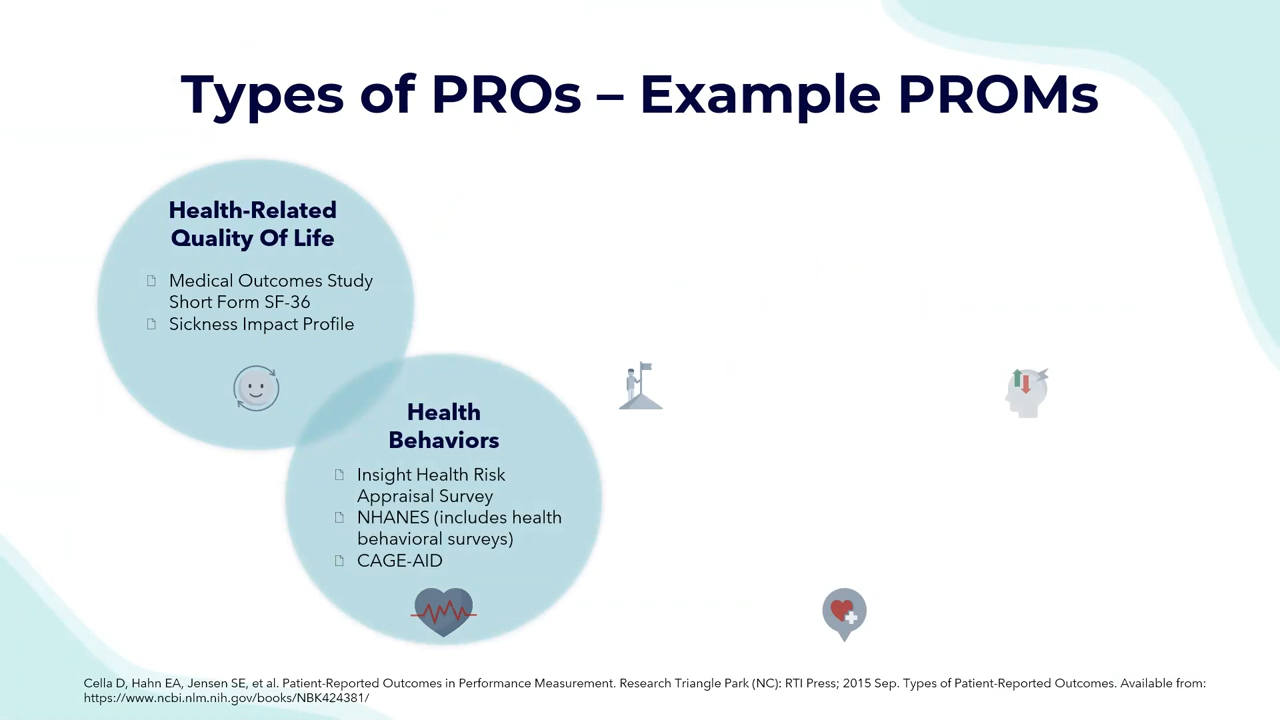 Types of PROs – Example PROMs
Health-Related
Quality Of Life
Medical Outcomes Study
Short Form SF-36
Sickness Impact Profile
Health
Behaviors
Insight Health Risk
Appraisal Survey
NHANES (includes health
behavioral surveys)
CAGE-AID
Cella D, Hahn EA, Jensen SE, et al. Patient-Reported Outcomes in Performance Measurement. Research Triangle Park (NC): RTI Press; 2015 Sep. Types of Patient-Reported Outcomes. Available from:
https://www.ncbi.nlm.nih.gov/books/NBK424381/